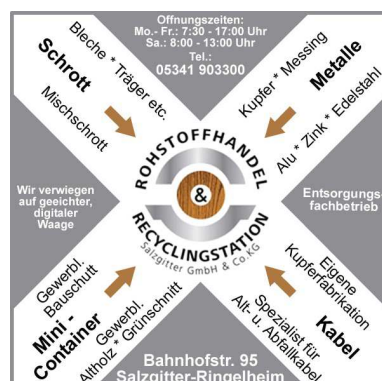 Öffnungszeiten:
Mo.- Fr.: 7:30 - 17:00 Uhr
Sa.: 8:00 - 13:00 Uhr
Tel.:
05341 903300
Schrott
Bleche * Träger etc.
Mischschrott
Metalle
Kupfer * Messing
Alu * Zink * Edelstahl
ROHSTOFFHANDEL
&
RECYCLINGSTATION
Salzgitter GmbH & Co.KG
Wir verwiegen
auf geeichter,
digitaler
Waage
Entsorgungs-
fachbetrieb
Gewerbl.
Bauschutt
Mini -
Container
Gewerbl.
Altholz * Grünschnitt
Eigene
Kupferfabrikation
Kabel
Spezialist für
Alt- u. Abfallkabel
Bahnhofstr. 95
Salzgitter-Ringelheim